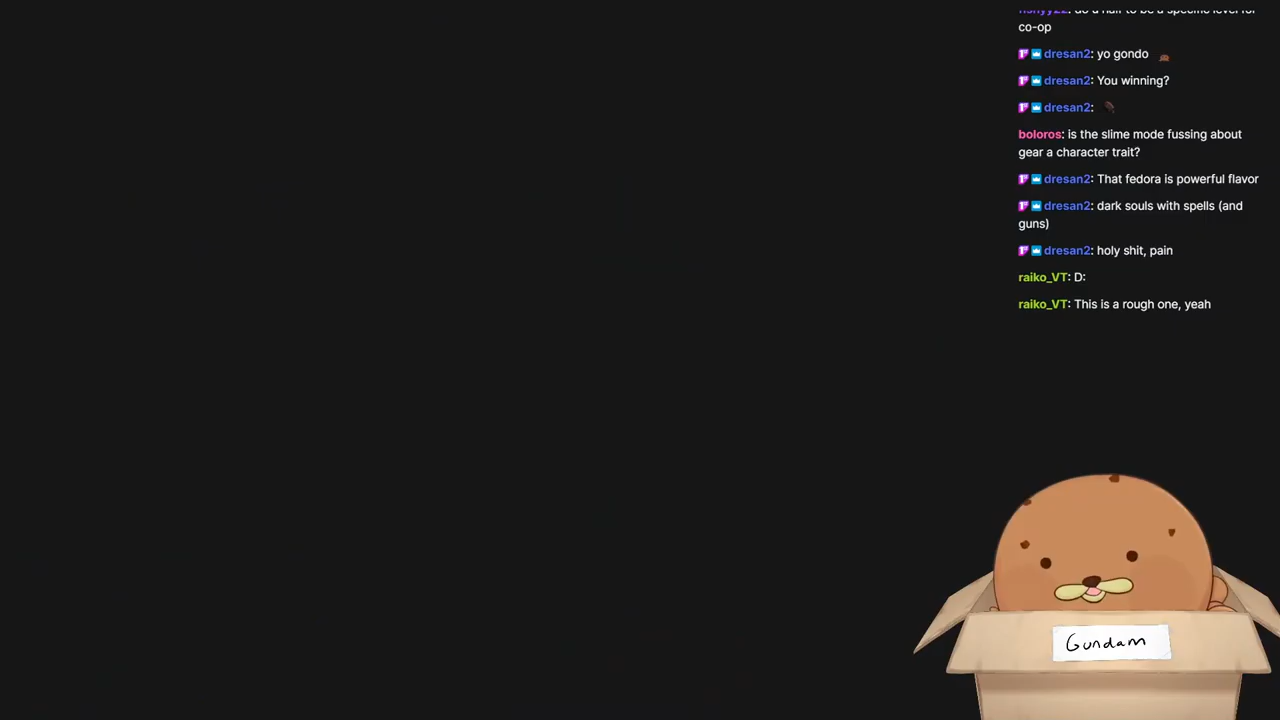 co-op
dresan2: yo gondo
dresan2: You winning?
dresan2:
boloros: is the slime mode fussing about
gear a character trait?
dresan2: That fedora is powerful flavor
dresan2: dark souls with spells (and
guns)
dresan2: holy shit, pain
raiko_VT: D:
raiko_VT: This is a rough one, yeah
Gundam